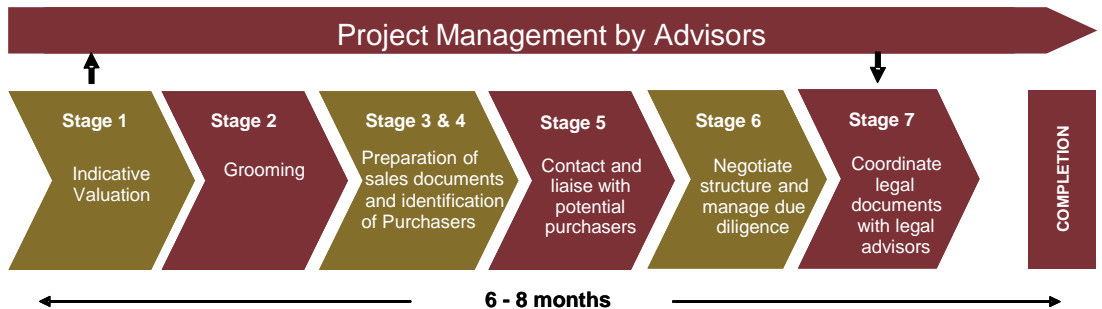 Project Management by Advisors
Stage 1
Indicative
Valuation
Stage 2
Grooming
Stage 3 & 4
Preparation of
sales documents
and identification
of Purchasers
Stage 5
Contact and
liaise with
potential
purchasers
Stage 6
Negotiate
structure and
manage due
diligence
Stage 7
Coordinate
legal
documents
with legal
advisors
COMPLETION
6 - 8 months